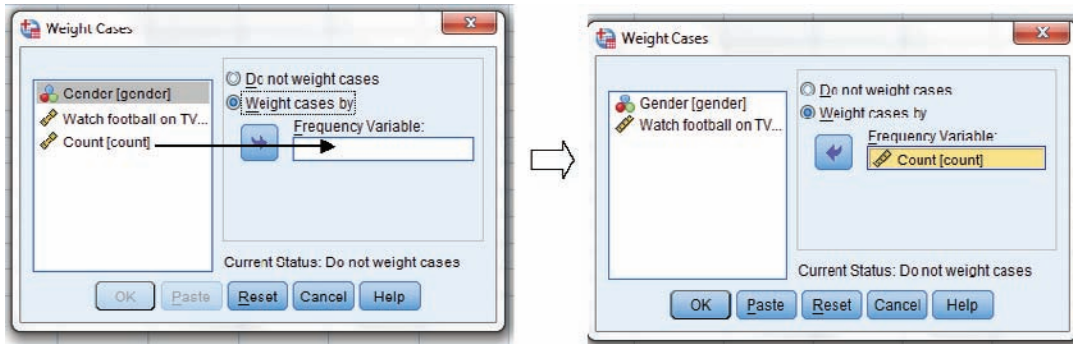 Weight Cases
Gender [gender]
Watch football on TV...
Count [count]
Do not weight cases
Weight cases by
Frequency Variable:
Current Status: Do not weight cases
OK
Paste
Reset
Cancel
Help
Weight Cases
Gender [gender]
Watch football on TV...
Do not weight cases
Weight cases by
Frequency Variable:
Count [count]
Current Status: Do not weight cases
OK
Paste
Reset
Cancel
Help